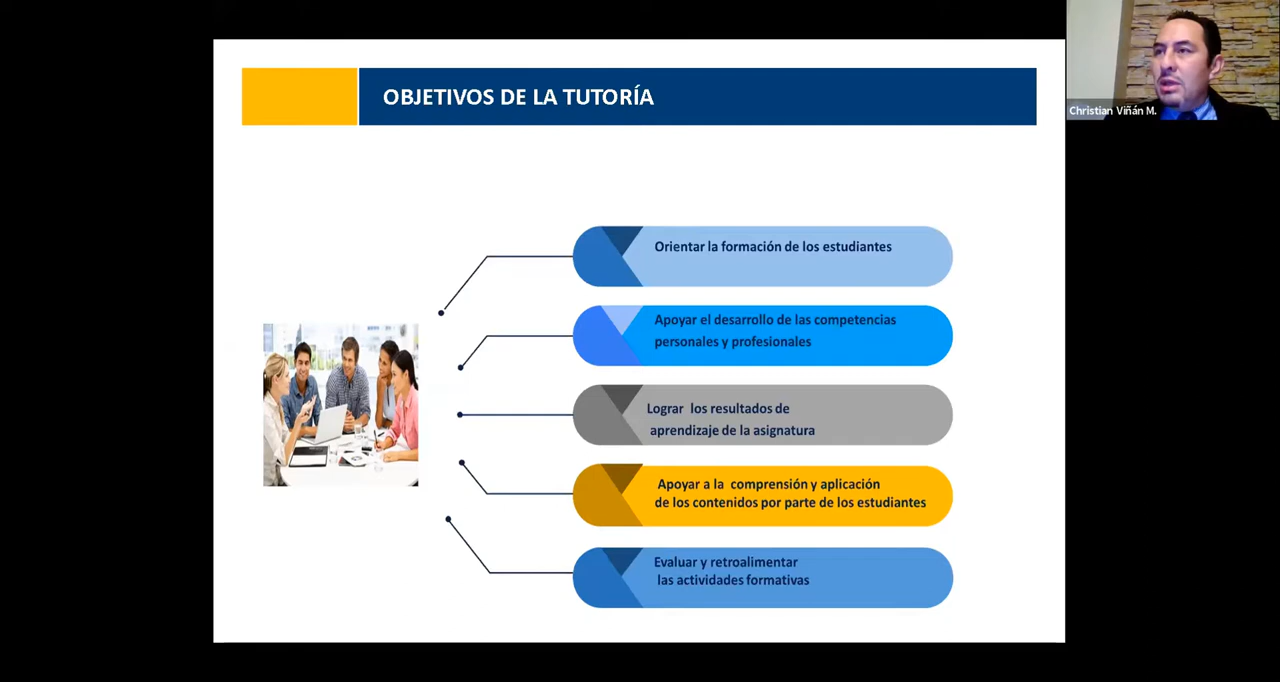 OBJETIVOS DE LA TUTORÍA
Christian Viñán M.
Orientar la formación de los estudiantes
Apoyar el desarrollo de las competencias
personales y profesionales
Lograr los resultados de
aprendizaje de la asignatura
Apoyar a la comprensión y aplicación
de los contenidos por parte de los estudiantes
Evaluar y retroalimentar
las actividades formativas